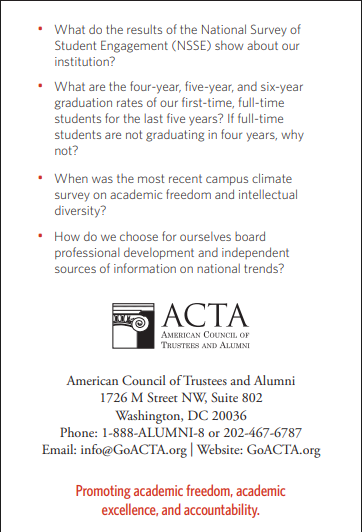 • What do the results of the National Survey of
Student Engagement (NSSE) show about our
institution?
• What are the four-year, five-year, and six-year
graduation rates of our first-time, full-time
students for the last five years? If full-time
students are not graduating in four years, why
not?
• When was the most recent campus climate
survey on academic freedom and intellectual
diversity?
• How do we choose for ourselves board
professional development and independent
sources of information on national trends?
ACTA
American Council of
Trustees and Alumni
American Council of Trustees and Alumni
1726 M Street NW, Suite 802
Washington, DC 20036
Phone: 1-888-ALUMNI-8 or 202-467-6787
Email: info@GoACTA.org | Website: GoACTA.org
Promoting academic freedom, academic
excellence, and accountability.